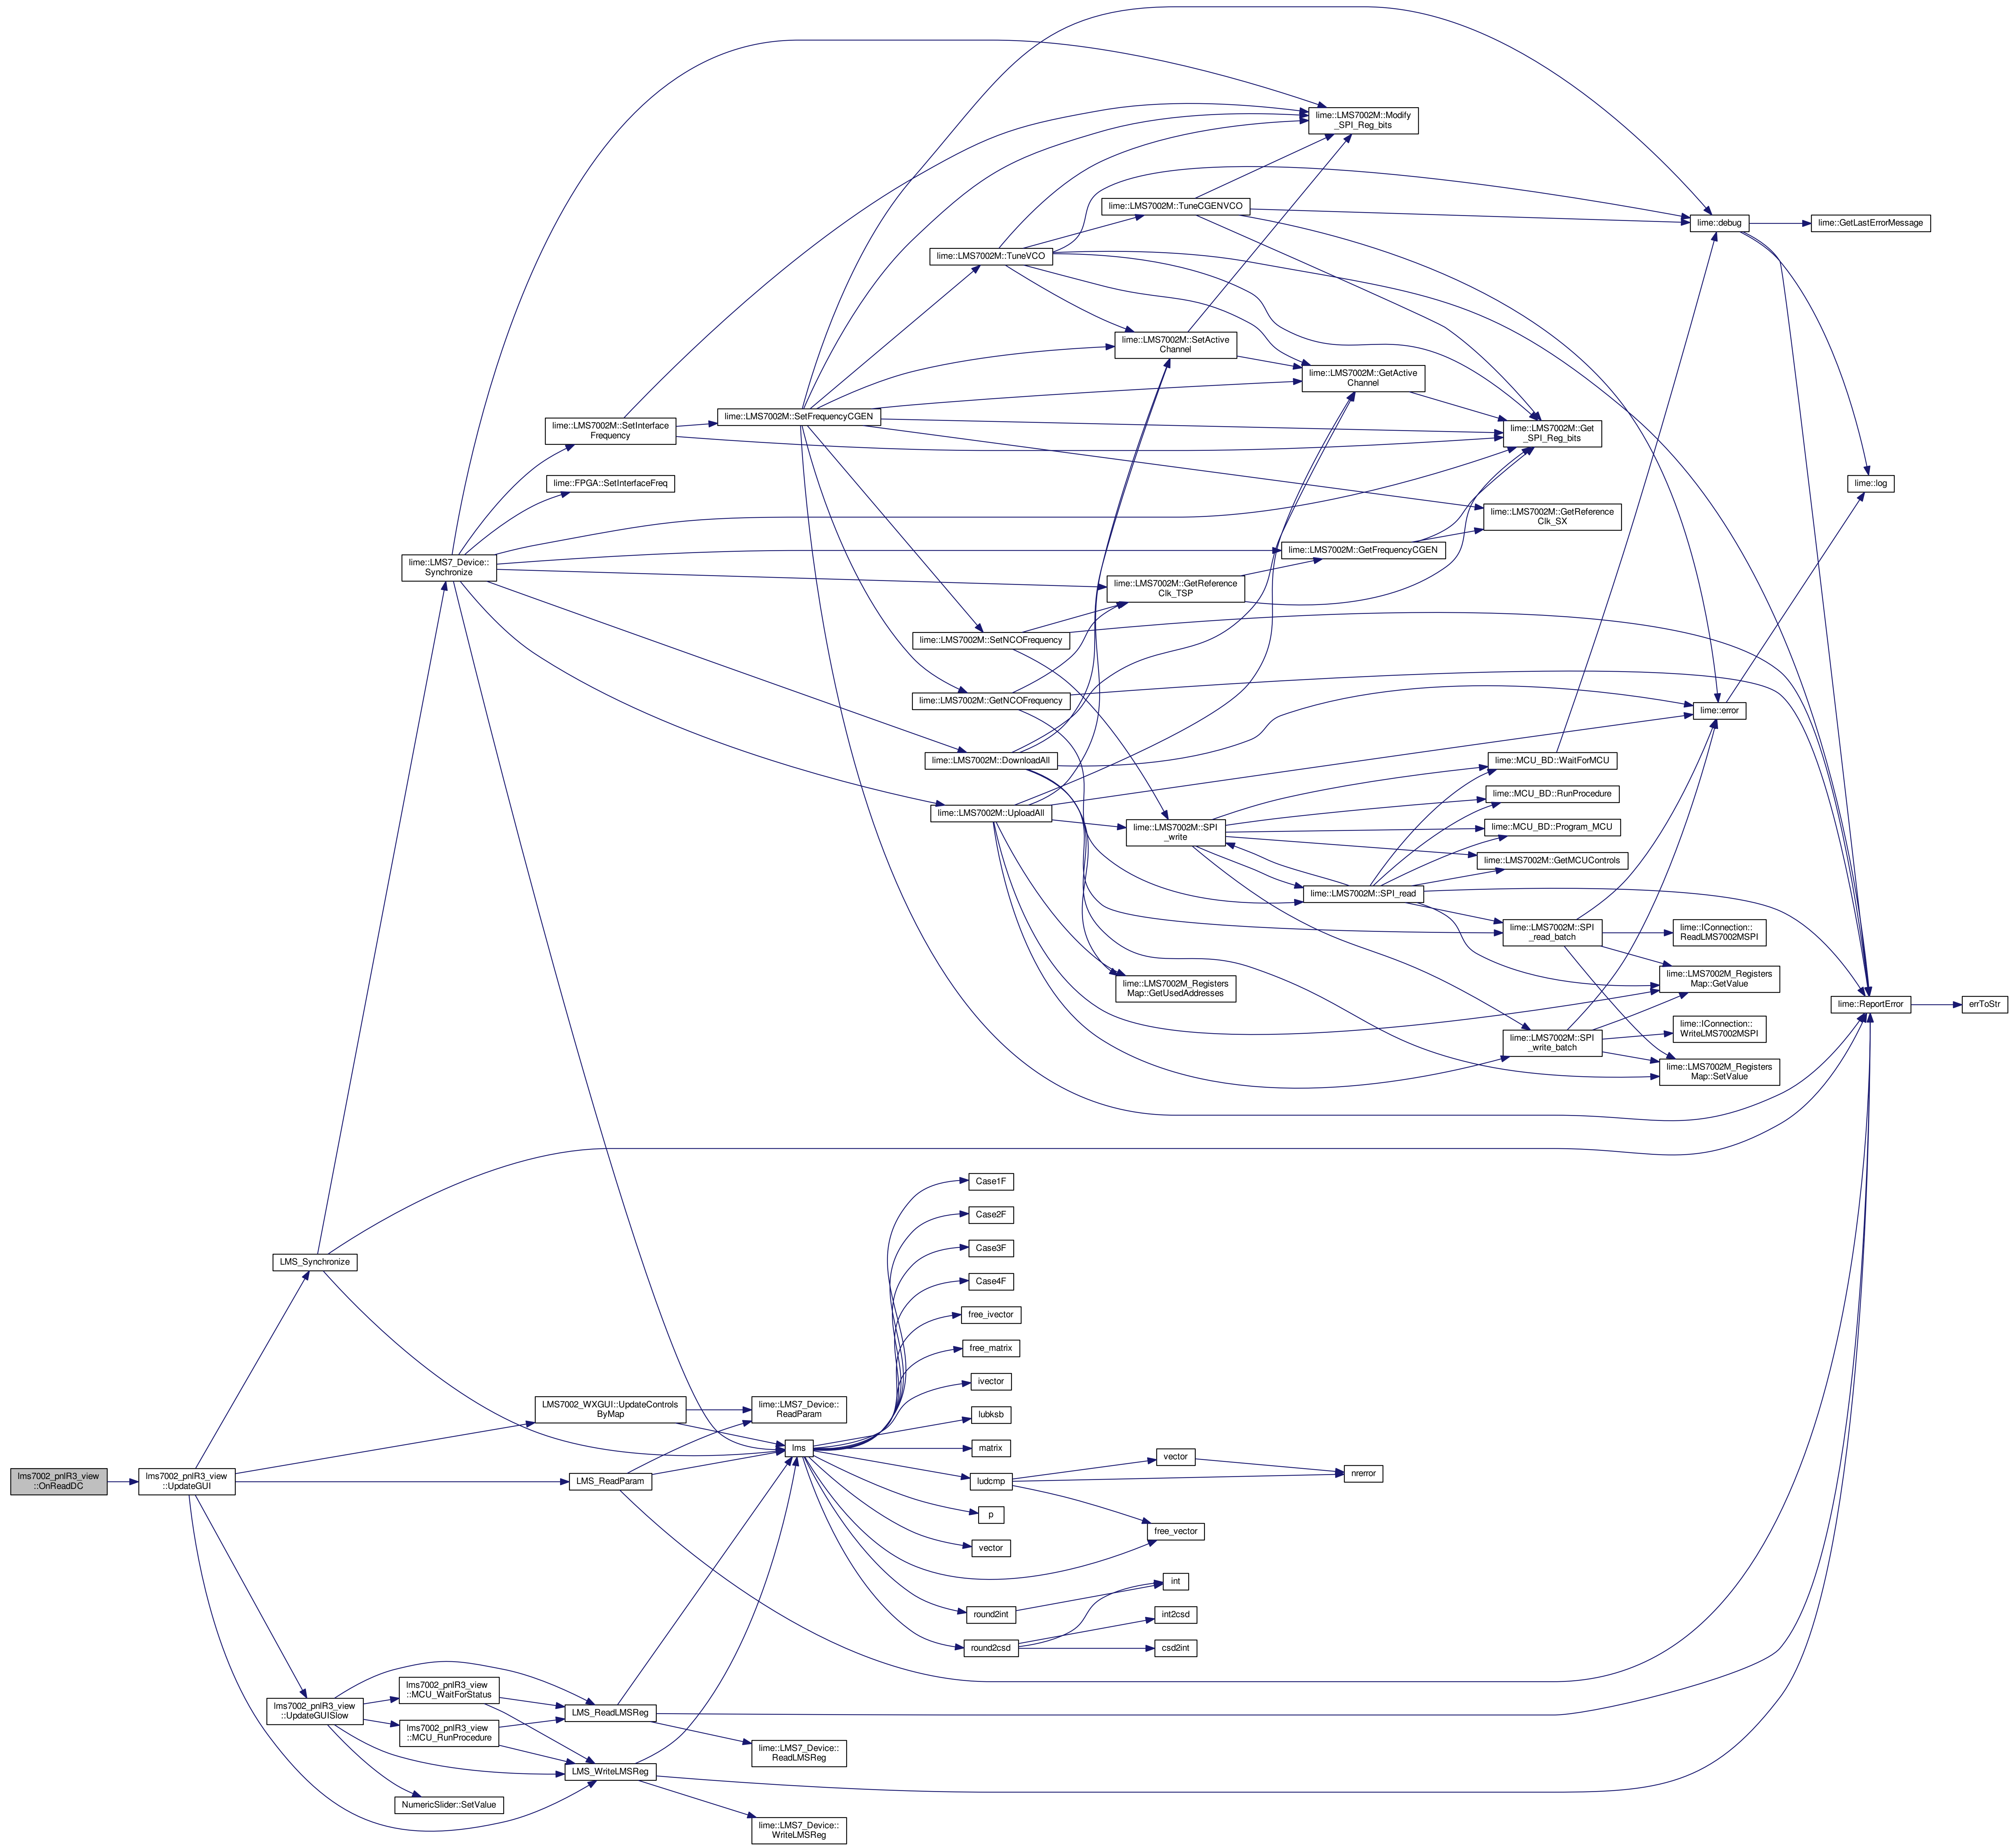 lime::LMS7002M::Modify
_SPI_Reg_bits
lime::LMS7002M::TuneCGENVCO
lime::debug
lime::GetLastErrorMessage
lime::LMS7002M::TuneVCO
lime::LMS7002M::SetActive
Channel
lime::LMS7002M::GetActive
Channel
lime::LMS7002M::SetFrequencyCGEN
lime::LMS7002M::SetInterface
Frequency
lime::LMS7002M::Get
_SPI_Reg_bits
lime::FPGA::SetInterfaceFreq
lime::log
lime::LMS7002M::GetReference
Clk_SX
lime::LMS7002M::GetFrequencyCGEN
lime::LMS7_Device::
Synchronize
lime::LMS7002M::GetReference
Clk_TSP
lime::LMS7002M::SetNCOFrequency
lime::LMS7002M::GetNCOFrequency
lime::error
lime::LMS7002M::DownloadAll
lime::MCU_BD::WaitForMCU
lime::MCU_BD::RunProcedure
lime::LMS7002M::UploadAll
lime::LMS7002M::SPI
_write
lime::MCU_BD::Program_MCU
lime::LMS7002M::GetMCUControls
lime::LMS7002M::SPI_read
lime::LMS7002M::SPI
_read_batch
lime::IConnection::
ReadLMS7002MSPI
lime::LMS7002M_Registers
Map::GetValue
lime::LMS7002M_Registers
Map::GetUsedAddresses
lime::ReportError
errToStr
lime::IConnection::
WriteLMS7002MSPI
lime::LMS7002M::SPI
_write_batch
lime::LMS7002M_Registers
Map::SetValue
Case1F
Case2F
Case3F
LMS_Synchronize
Case4F
free_ivector
free_matrix
ivector
LMS7002_WXGUI::UpdateControls
ByMap
lime::LMS7_Device::
ReadParam
lubksb
lms
matrix
vector
nrerror
lms7002_pnlR3_view
::OnReadDC
lms7002_pnlR3_view
::UpdateGUI
LMS_ReadParam
ludcmp
p
free_vector
vector
int
round2int
int2csd
round2csd
csd2int
lms7002_pnlR3_view
::MCU_WaitForStatus
lms7002_pnlR3_view
::UpdateGUISlow
LMS_ReadLMSReg
lms7002_pnlR3_view
::MCU_RunProcedure
lime::LMS7_Device::
ReadLMSReg
LMS_WriteLMSReg
NumericSlider::SetValue
lime::LMS7_Device::
WriteLMSReg